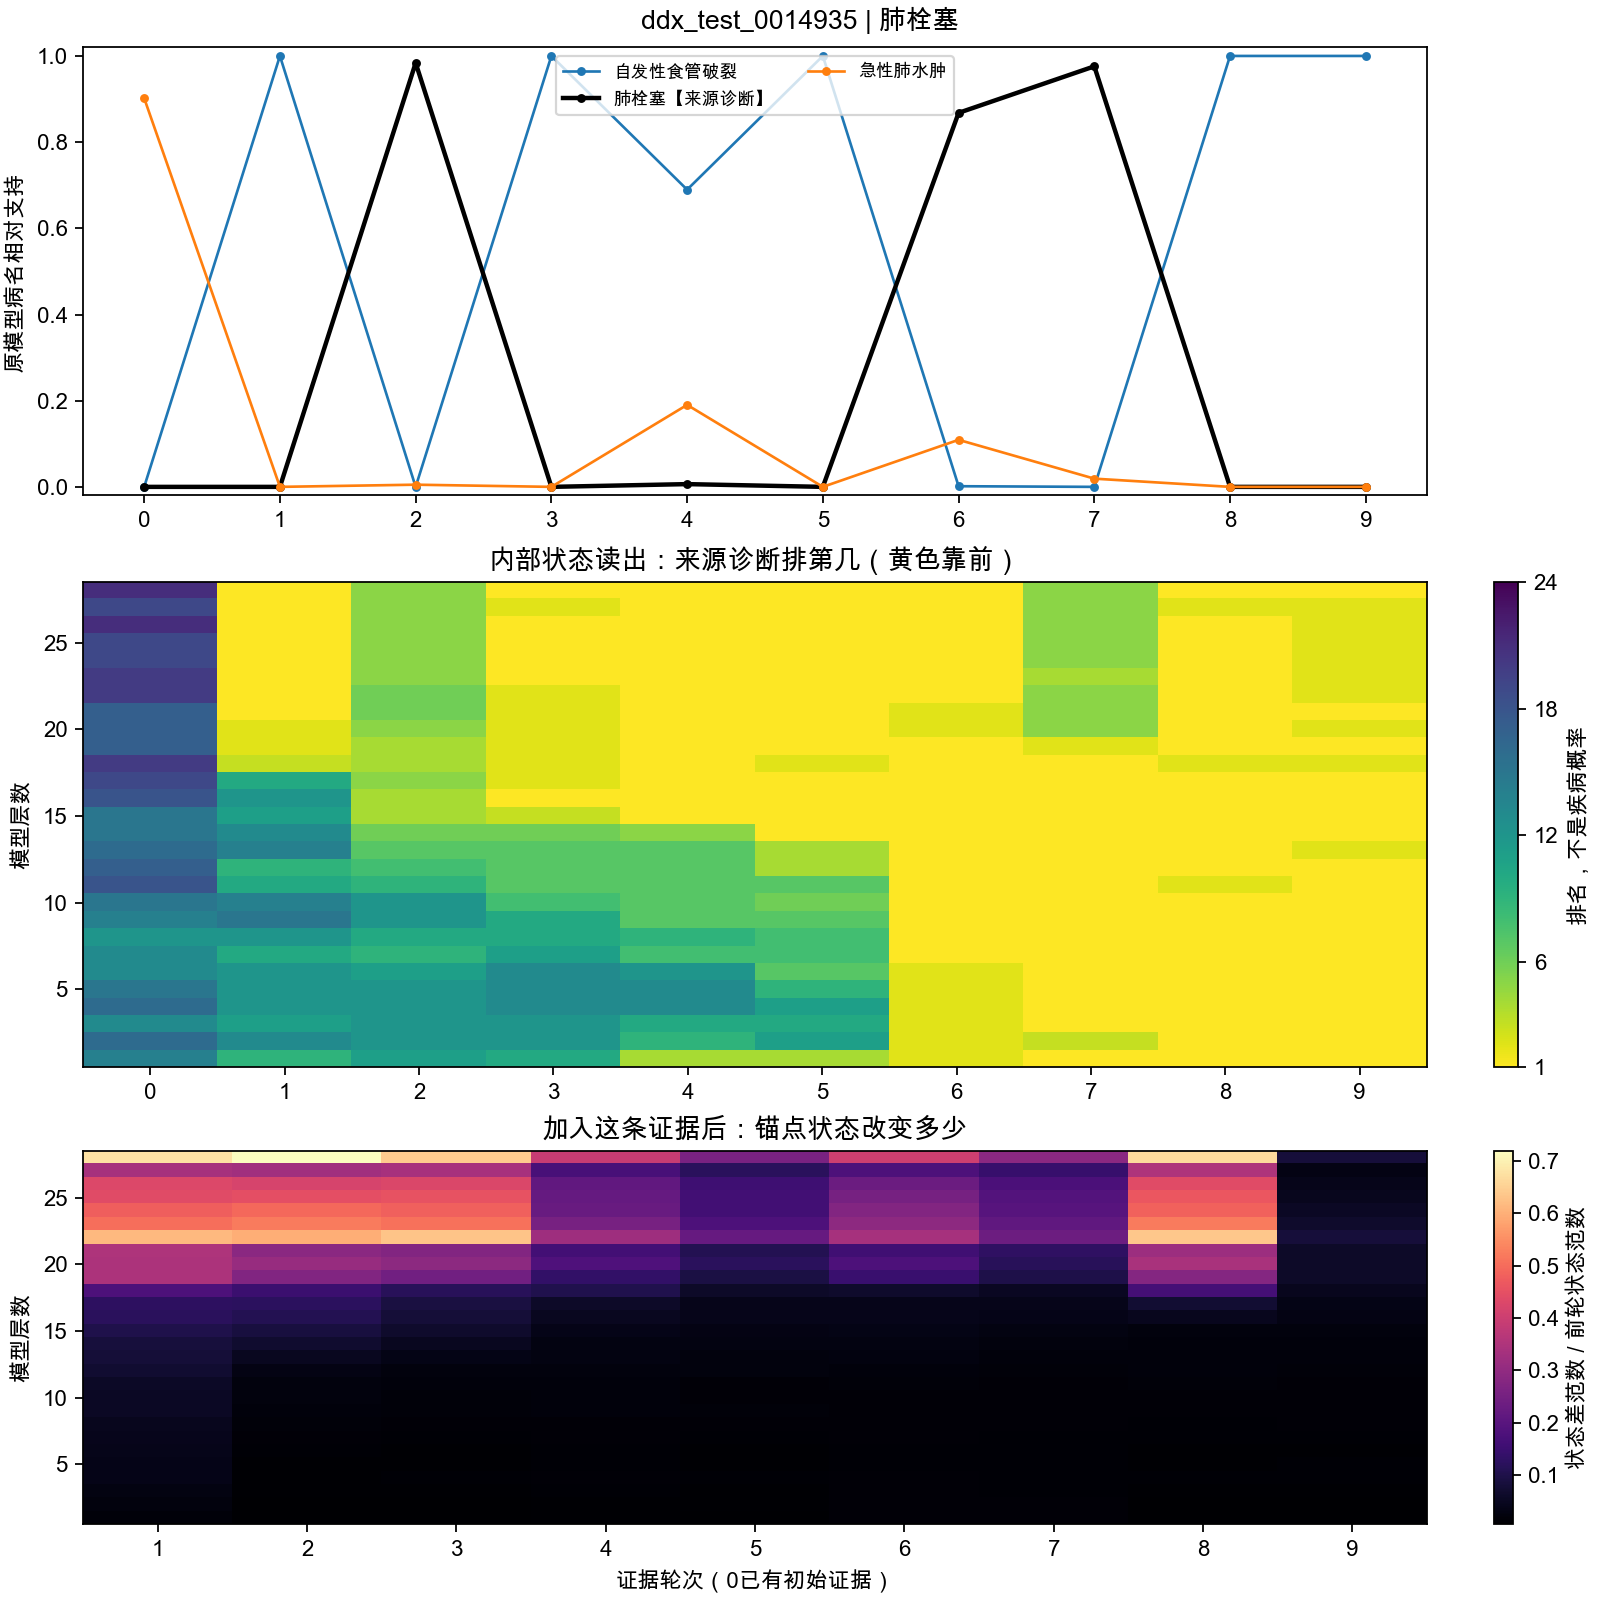 ddx_test_0014935 | 肺栓塞
原模型病名相对支持
1.0
0.8
0.6
0.4
0.2
0.0
自发性食管破裂 急性肺水肿
肺栓塞【来源诊断】
0 1 2 3 4 5 6 7 8 9
内部状态读出：来源诊断排第几（黄色靠前）
模型层数
25
20
15
10
5
0 1 2 3 4 5 6 7 8 9
24
18
12
6
1
排名，不是疾病概率
加入这条证据后：锚点状态改变多少
模型层数
25
20
15
10
5
1 2 3 4 5 6 7 8 9
证据轮次（0已有初始证据）
0.7
0.6
0.5
0.4
0.3
0.2
0.1
状态差范数 / 前轮状态范数